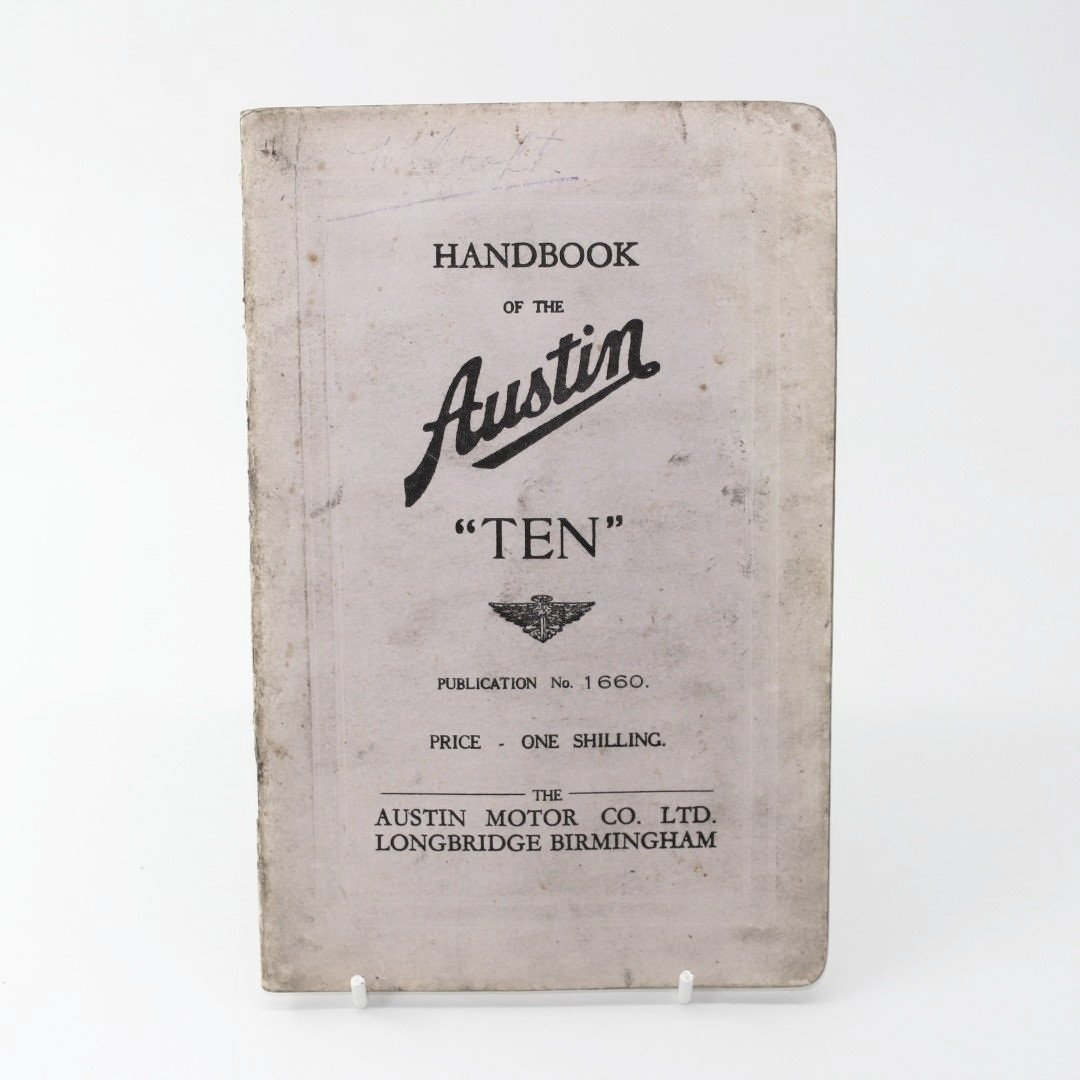 HANDBOOK
OF THE
Austin
"TEN"
PUBLICATION No. 1660.
PRICE - ONE SHILLING.
THE
AUSTIN MOTOR CO. LTD.
LONGBRIDGE BIRMINGHAM